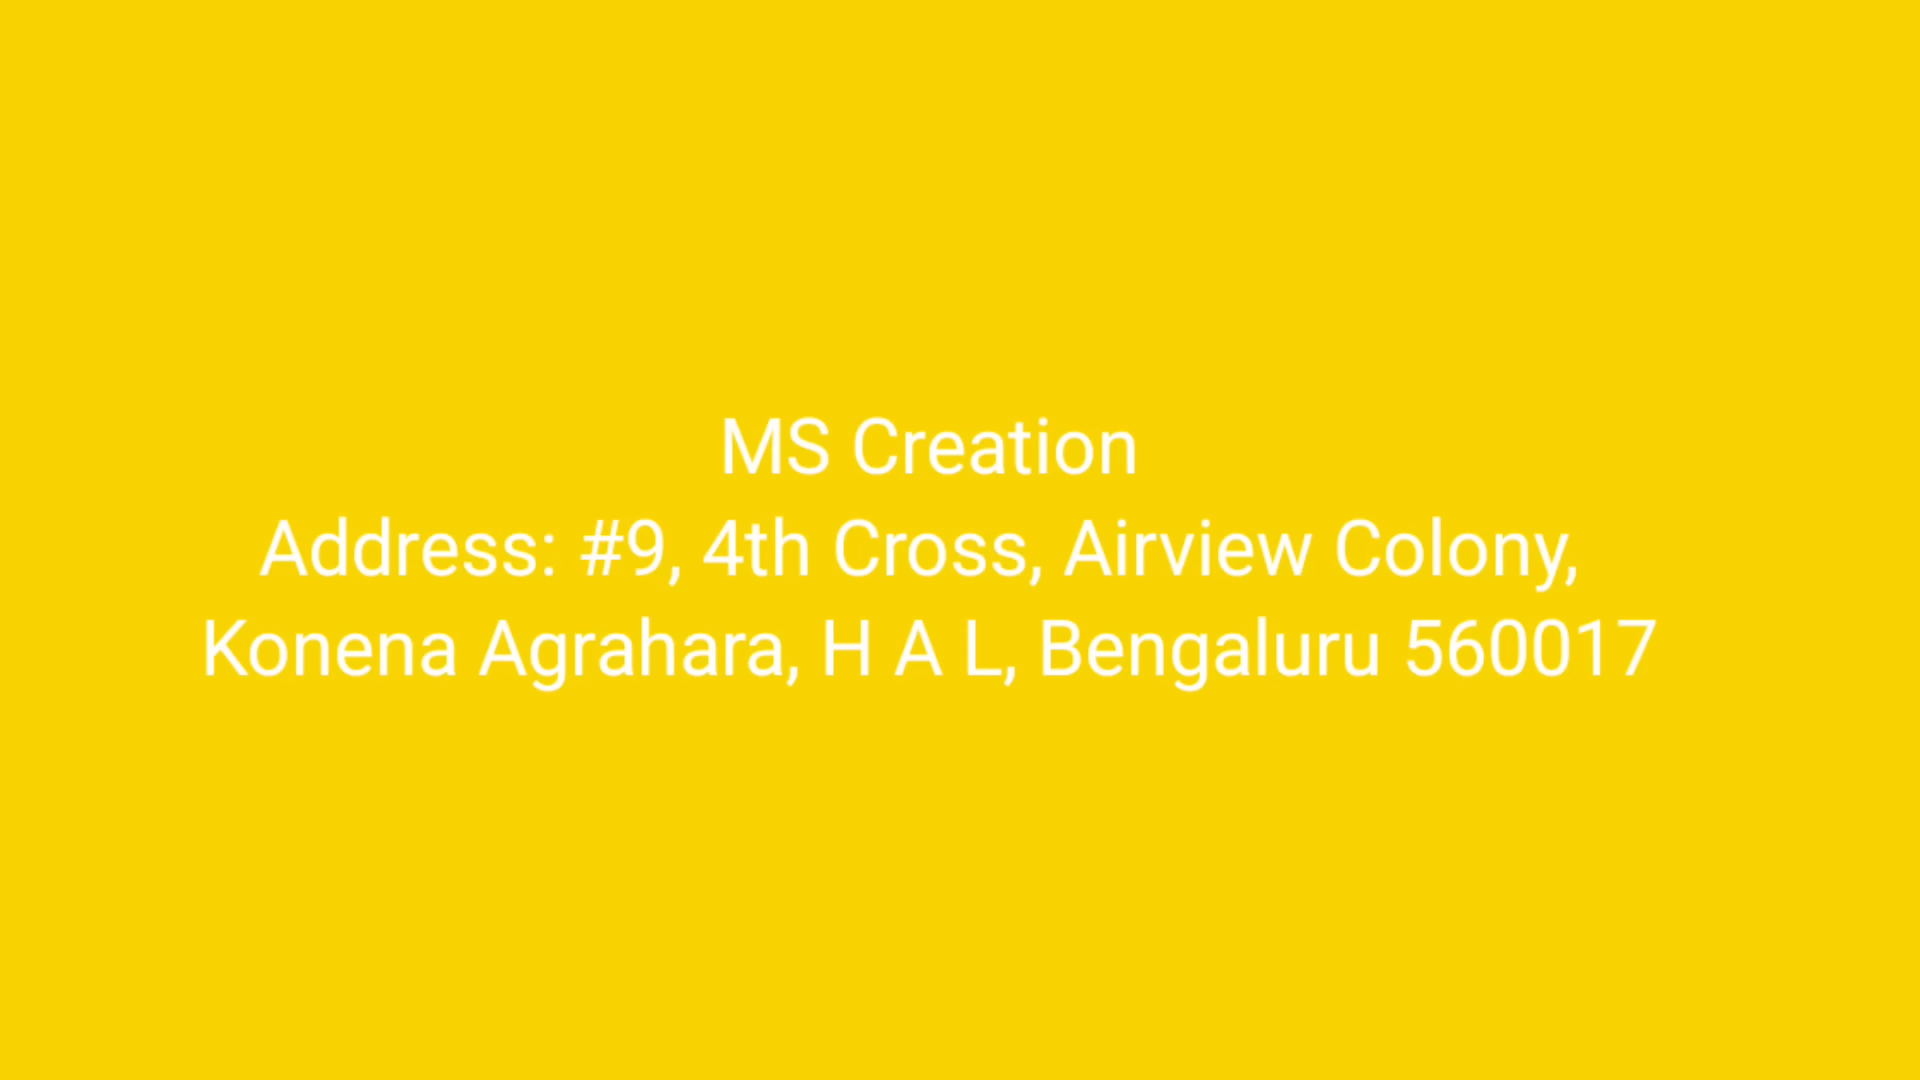 MS Creation
Address: #9, 4th Cross, Airview Colony,
Konena Agrahara, H A L, Bengaluru 560017